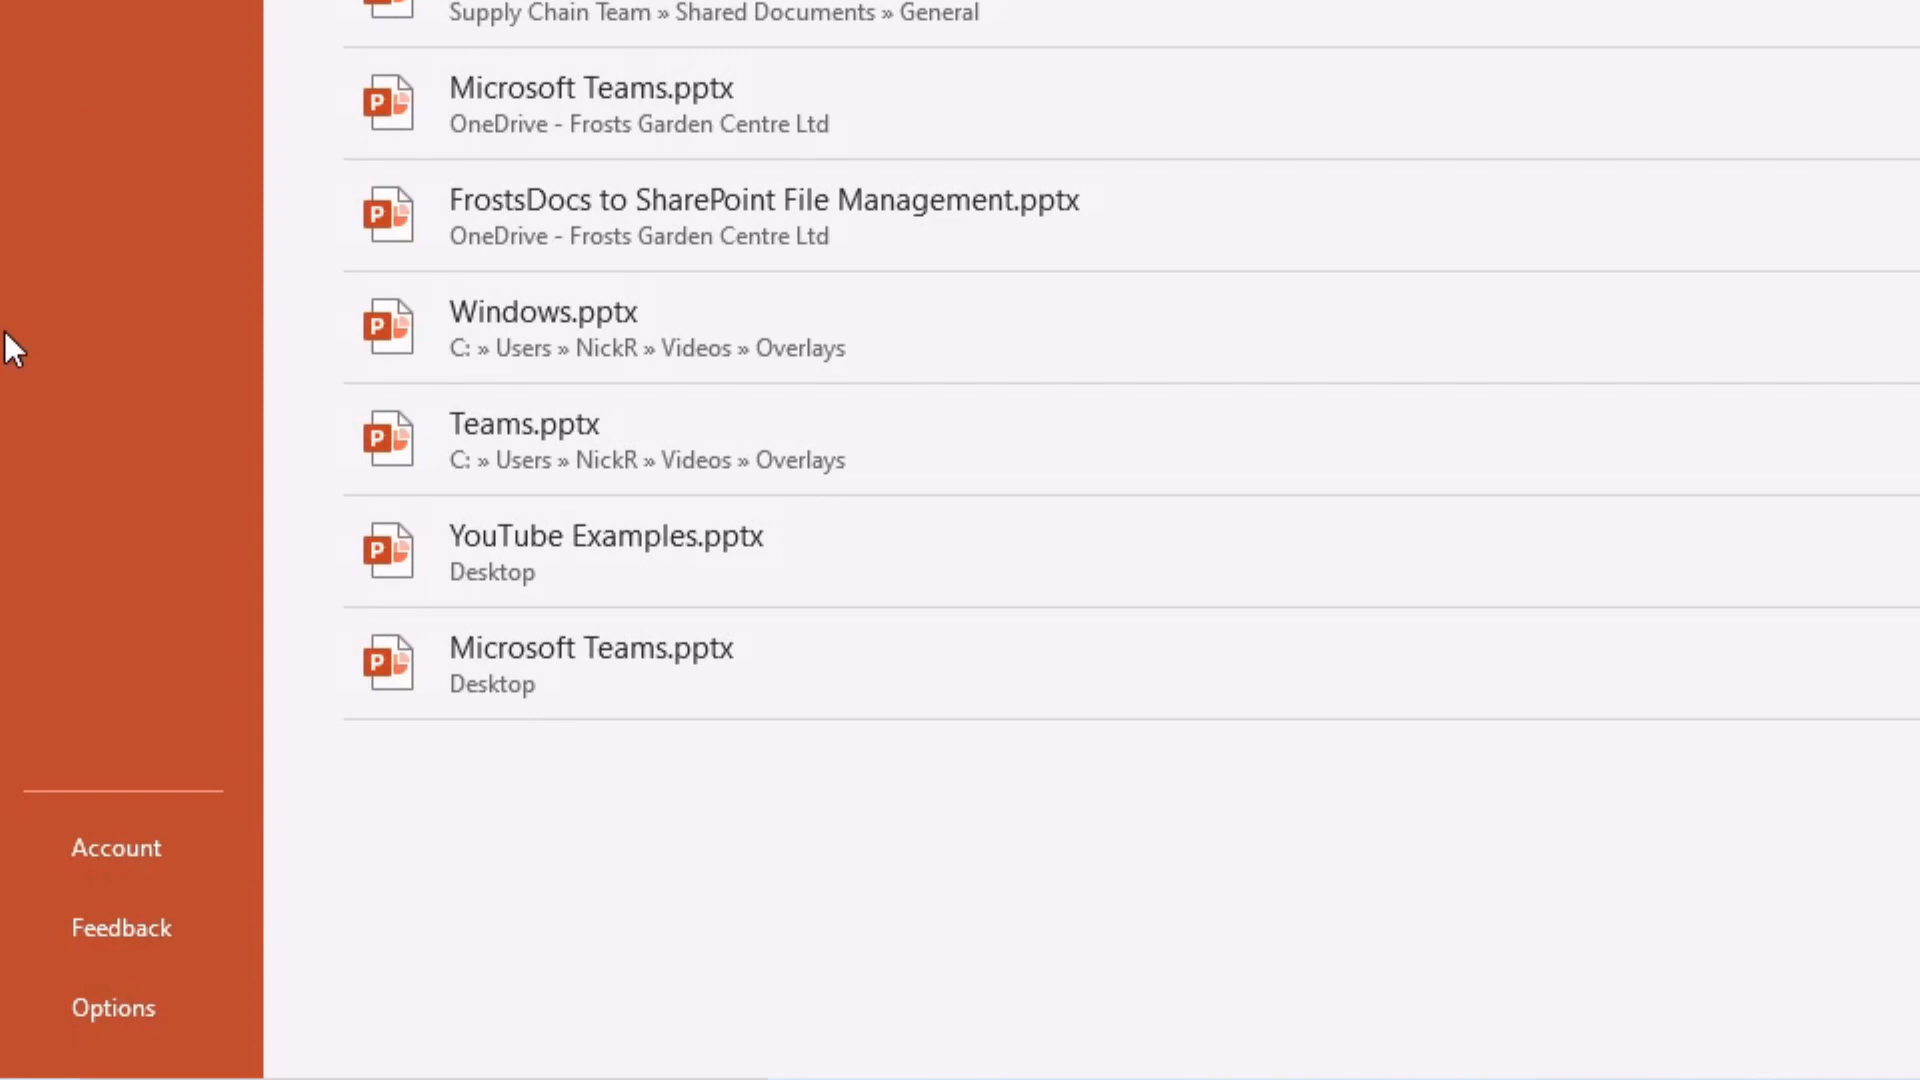 Supply Chain Team » Shared Documents » General
Microsoft Teams.pptx
OneDrive - Frosts Garden Centre Ltd
FrostsDocs to SharePoint File Management.pptx
OneDrive - Frosts Garden Centre Ltd
Windows.pptx
C: » Users » NickR » Videos » Overlays
Teams.pptx
C: » Users » NickR » Videos » Overlays
YouTube Examples.pptx
Desktop
Microsoft Teams.pptx
Desktop
Account
Feedback
Options